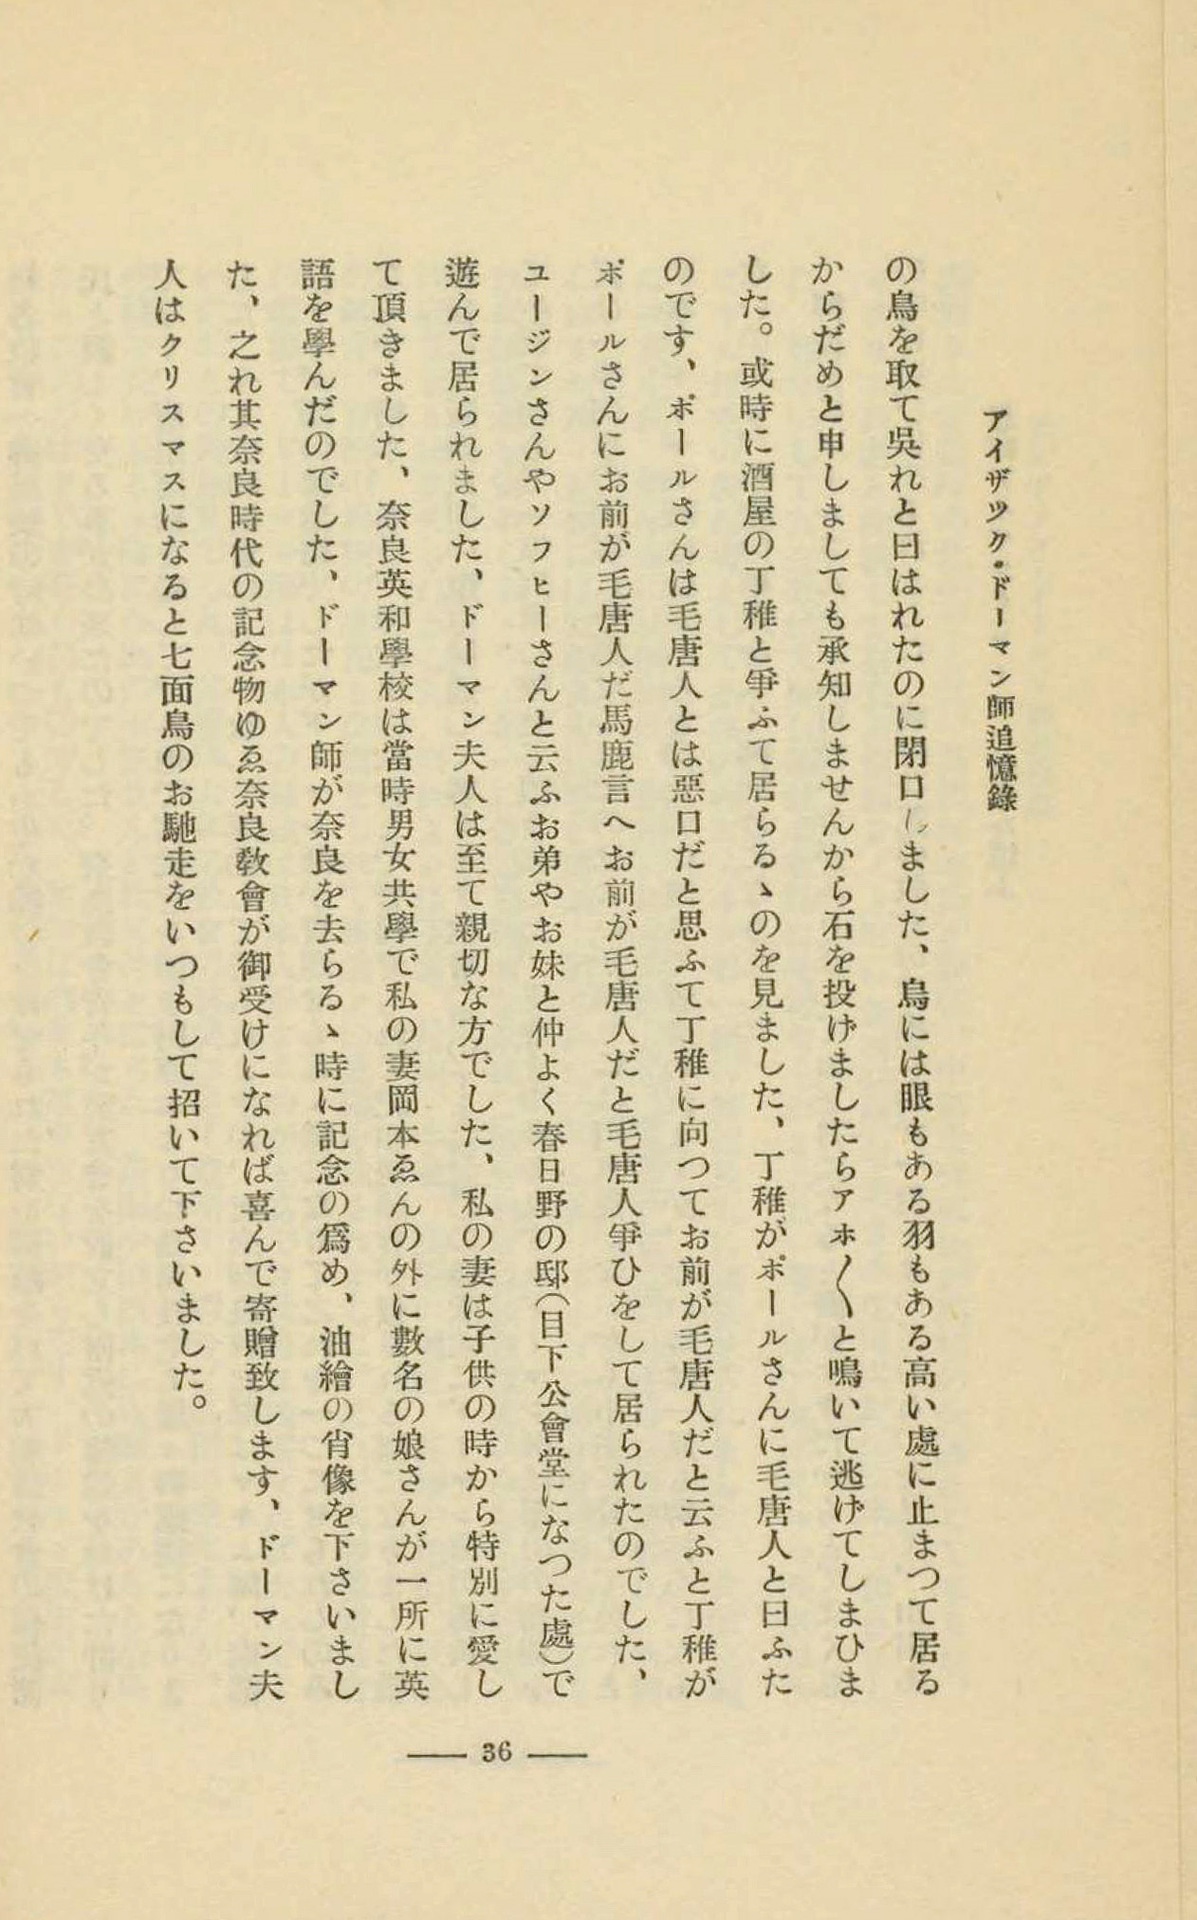 アイザック・ドーマン師追憶錄
の烏を取て吳れと曰はれたのに閉口しました、烏には眼もある羽もある高い處に止まつて居る
からだめと申しましても承知しませんから石を投げましたらアホ〱と鳴いて逃げてしまひま
した。或時に酒屋の丁稚と爭ふて居らるゝのを見ました、丁稚がポールさんに毛唐人と曰ふた
のです、ポールさんは毛唐人とは惡口だと思ふて丁稚に向つてお前が毛唐人だと云ふと丁稚が
ポールさんにお前が毛唐人だ馬鹿言へお前が毛唐人だと毛唐人爭ひをして居られたのでした、
ユージンさんやソフヒーさんと云ふお弟やお妹と仲よく春日野の邸(目下公會堂になつた處)で
遊んで居られました、ドーマン夫人は至て親切な方でした、私の妻は子供の時から特別に愛し
て頂きました、奈良英和學校は當時男女共學で私の妻岡本ゑんの外に數名の娘さんが一所に英
語を學んだのでした、ドーマン師が奈良を去らるゝ時に記念の爲め、油繪の肖像を下さいまし
た、之れ其奈良時代の記念物ゆゑ奈良敎會が御受けになれば喜んで寄贈致します、ドーマン夫
人はクリスマスになると七面鳥のお馳走をいつもして招いて下さいました。
— 36 —